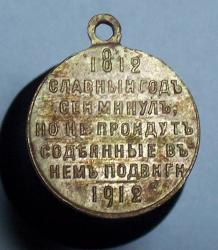 1812
СЛАВНЫЙ ГОДЪ
СЕЙ МИНУЛЪ,
НО НЕ ПРОЙДУТЪ
СОДѢЯННЫЕ ВЪ
НЕМЪ ПОДВИГИ
1912